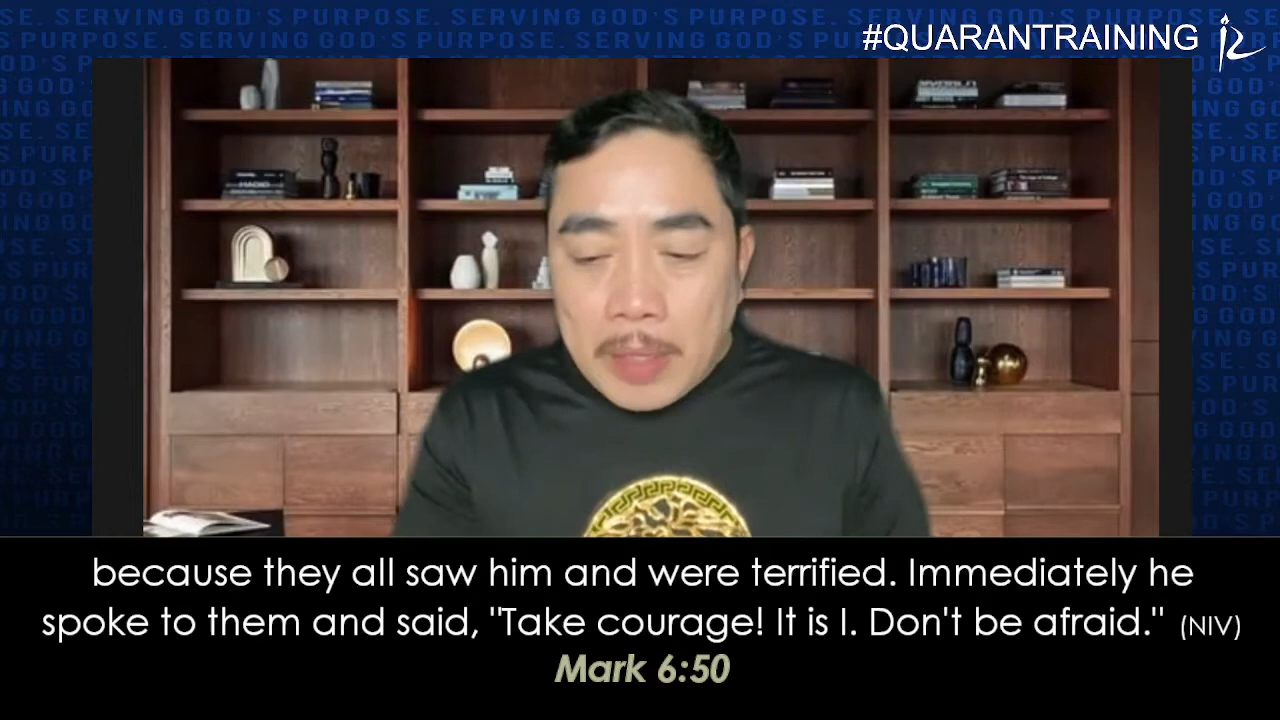 SERVING GOD'S PURPOSE. SERVING GOD'S PURPOSE. SERVING GOD'S PURPOSE.
#QUARANTRAINING
because they all saw him and were terrified. Immediately he
spoke to them and said, "Take courage! It is I. Don't be afraid." (NIV)
Mark 6:50